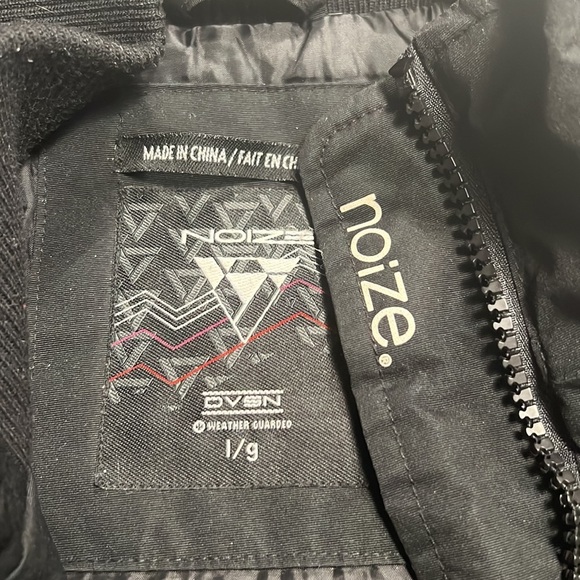 MADE IN CHINA / FAIT EN CH
NOIZE
noize.
DVSN
WEATHER GUARDED
l/g